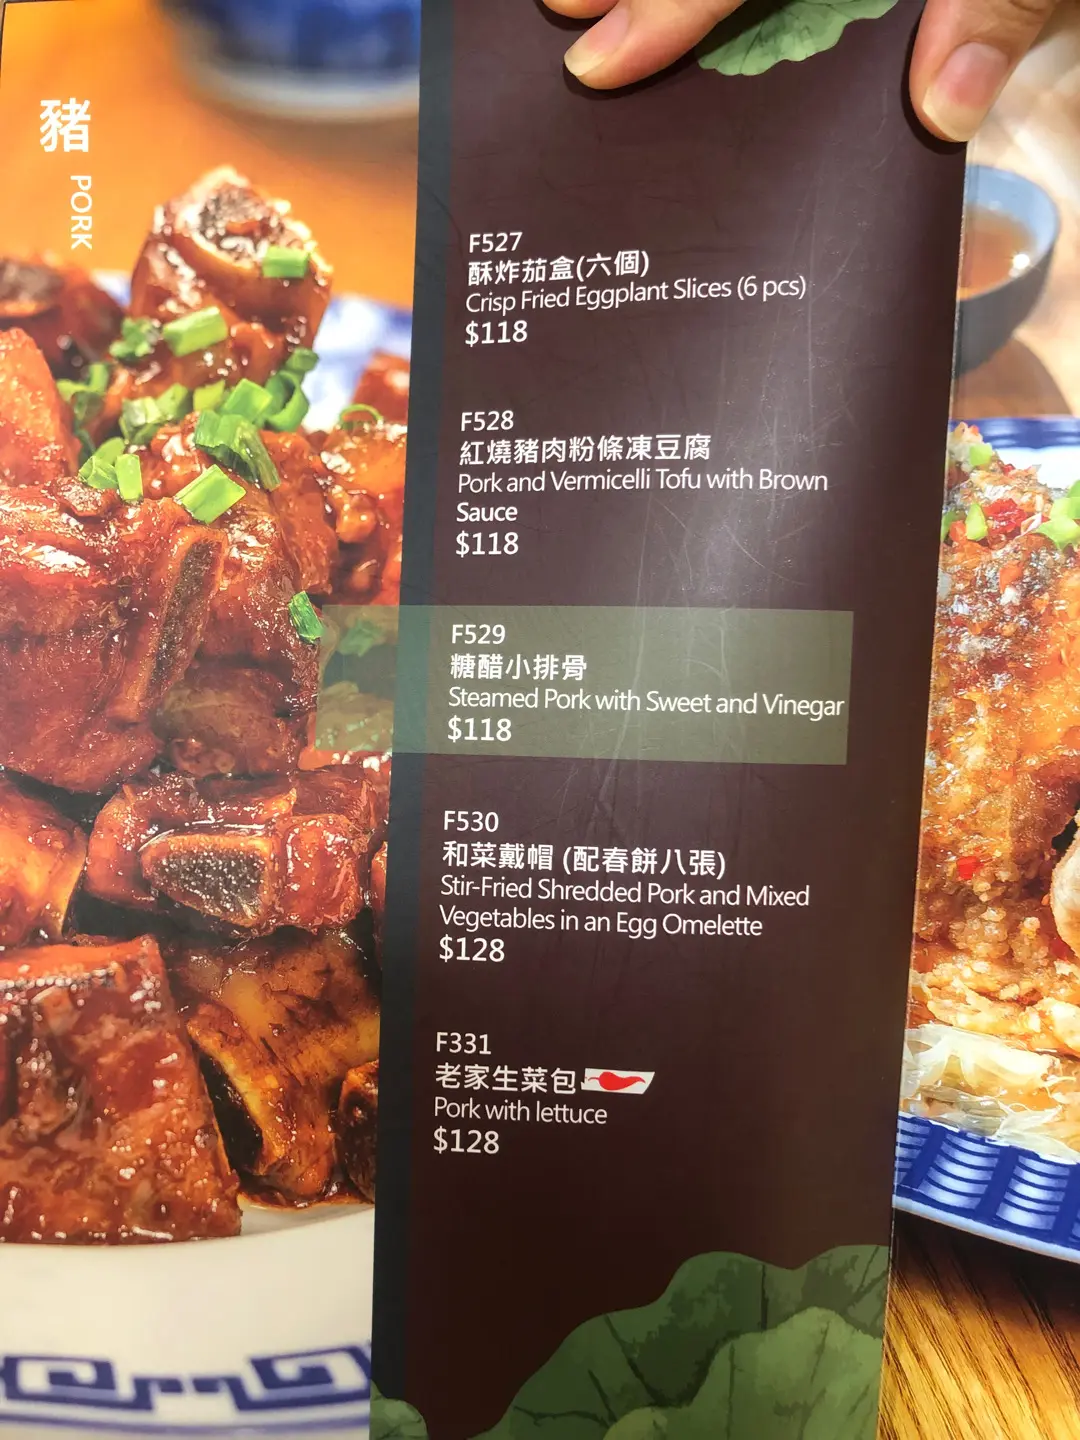 豬
PORK
F527
酥炸茄盒(六個)
Crisp Fried Eggplant Slices (6 pcs)
$118
F528
紅燒豬肉粉條凍豆腐
Pork and Vermicelli Tofu with Brown
Sauce
$118
F529
糖醋小排骨
Steamed Pork with Sweet and Vinegar
$118
F530
和菜戴帽 (配春餅八張)
Stir-Fried Shredded Pork and Mixed
Vegetables in an Egg Omelette
$128
F331
老家生菜包
Pork with lettuce
$128